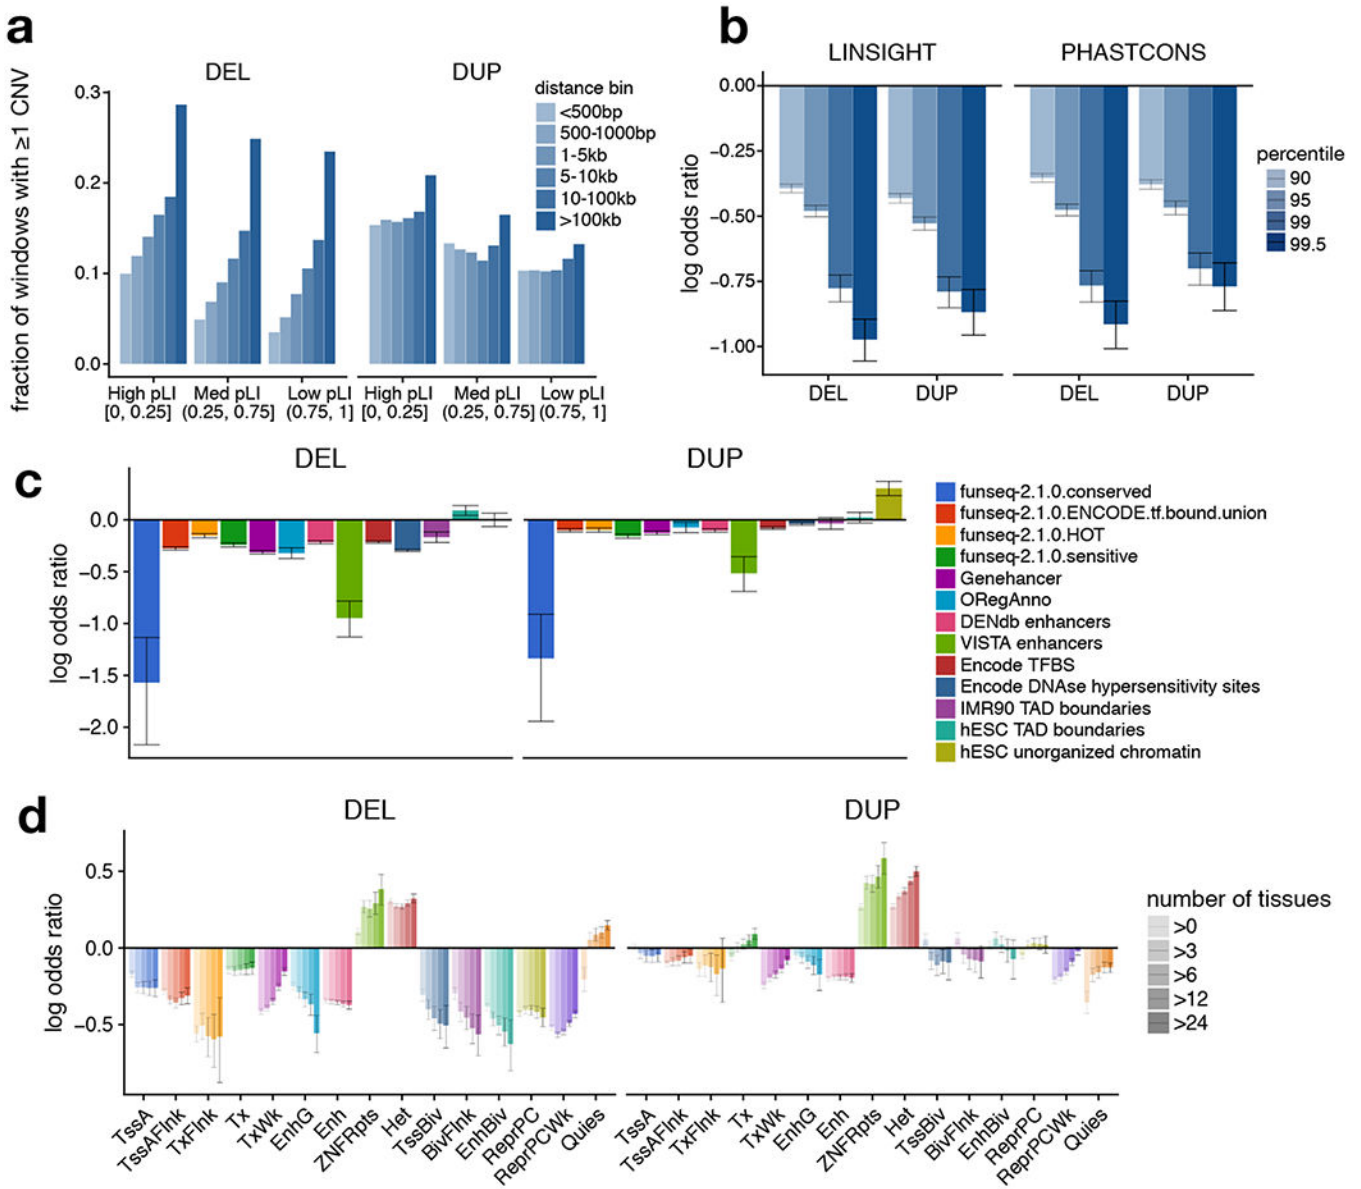 a
DEL
DUP
fraction of windows with ≥1 CNV
0.3
0.2
0.1
0.0
distance bin
<500bp
500-1000bp
1-5kb
5-10kb
10-100kb
>100kb
High pLI
[0, 0.25]
Med pLI
(0.25, 0.75]
Low pLI
(0.75, 1]
High pLI
[0, 0.25]
Med pLI
(0.25, 0.75]
Low pLI
(0.75, 1]
b
LINSIGHT
PHASTCONS
log odds ratio
0.00
−0.25
−0.50
−0.75
−1.00
DEL
DUP
DEL
DUP
percentile
90
95
99
99.5
c
DEL
DUP
log odds ratio
0.0
−0.5
−1.0
−1.5
−2.0
funseq-2.1.0.conserved
funseq-2.1.0.ENCODE.tf.bound.union
funseq-2.1.0.HOT
funseq-2.1.0.sensitive
Genehancer
ORegAnno
DENdb enhancers
VISTA enhancers
Encode TFBS
Encode DNAse hypersensitivity sites
IMR90 TAD boundaries
hESC TAD boundaries
hESC unorganized chromatin
d
DEL
DUP
log odds ratio
0.5
0.0
−0.5
TssA
TssAFlnk
TxFlnk
Tx
TxWk
EnhG
Enh
ZNFRpts
Het
TssBiv
BivFlnk
EnhBiv
ReprPC
ReprPCWk
Quies
TssA
TssAFlnk
TxFlnk
Tx
TxWk
EnhG
Enh
ZNFRpts
Het
TssBiv
BivFlnk
EnhBiv
ReprPC
ReprPCWk
Quies
number of tissues
>0
>3
>6
>12
>24